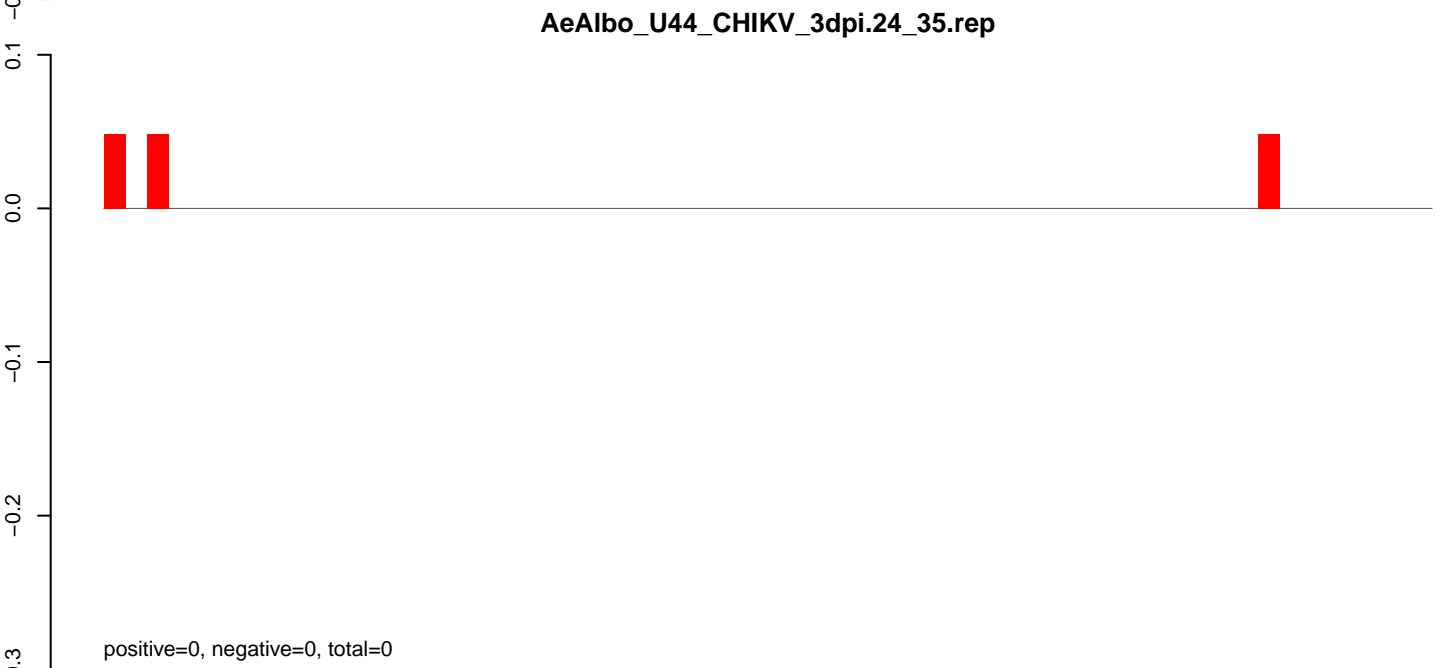 AeAlbo_U44_CHIKV_3dpi.24_35.rep
0.1
0.0
−0.1
−0.2
positive=0, negative=0, total=0